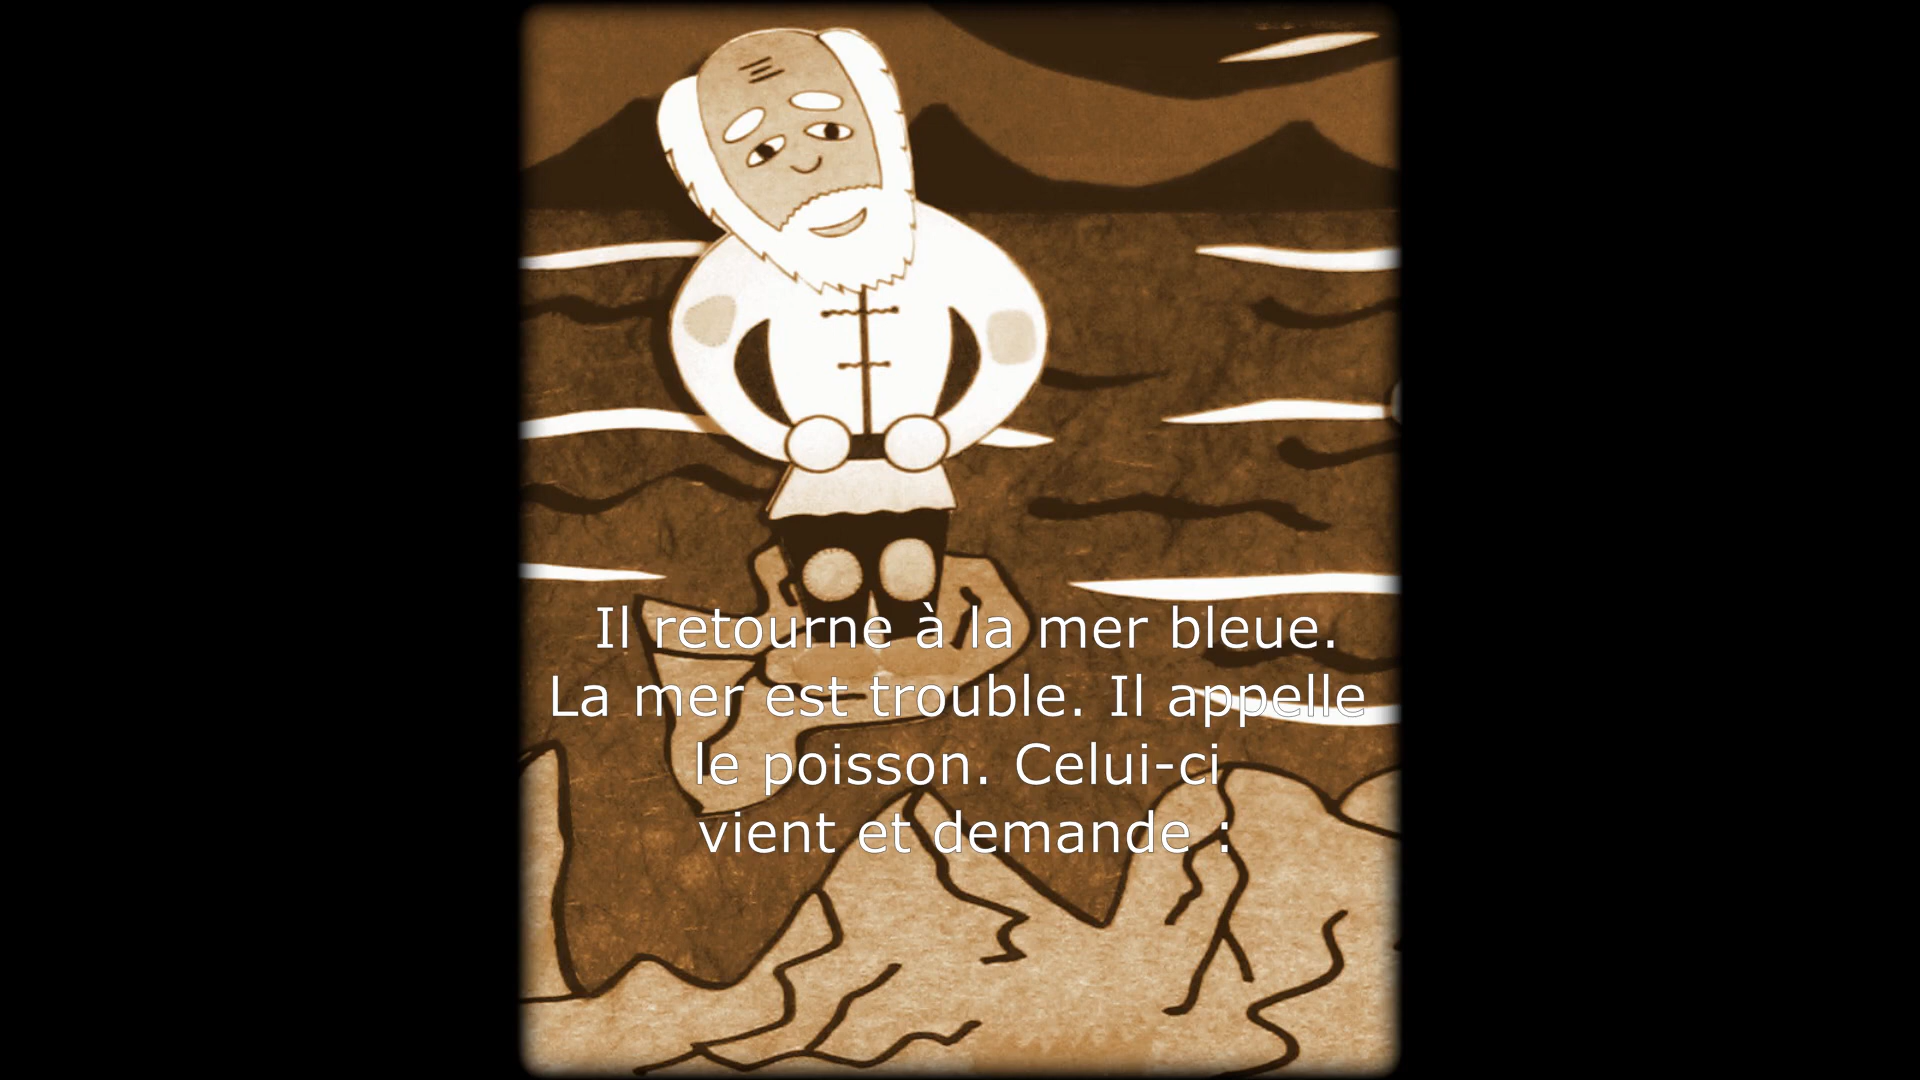 Il retourne à la mer bleue.
La mer est trouble. Il appelle
le poisson. Celui-ci
vient et demande :